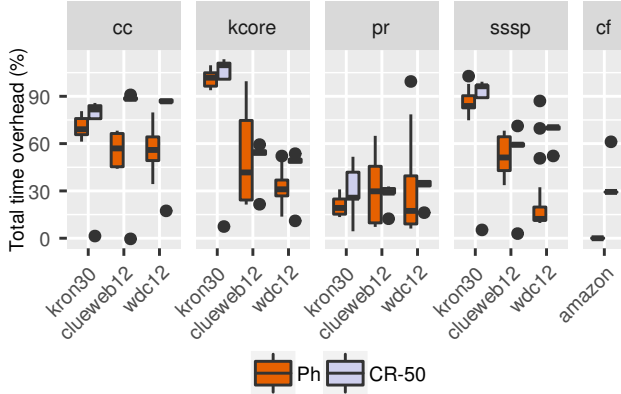 cc kcore pr sssp cf
Total time overhead (%)
90
60
30
0
kron30 clueweb12 wdc12 kron30 clueweb12 wdc12 kron30 clueweb12 wdc12 kron30 clueweb12 wdc12 amazon
Ph CR-50